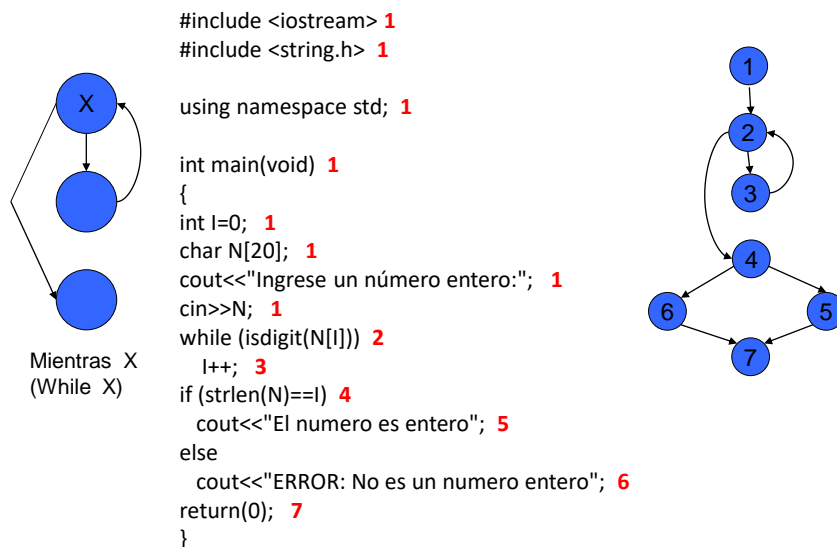 X
Mientras X
(While X)
#include <iostream> 1
#include <string.h> 1
using namespace std; 1
int main(void) 1
{
int I=0; 1
char N[20]; 1
cout<<"Ingrese un número entero:"; 1
cin>>N; 1
while (isdigit(N[I])) 2
I++; 3
if (strlen(N)==I) 4
cout<<"El numero es entero"; 5
else
cout<<"ERROR: No es un numero entero"; 6
return(0); 7
}
1
2
3
4
6 5
7